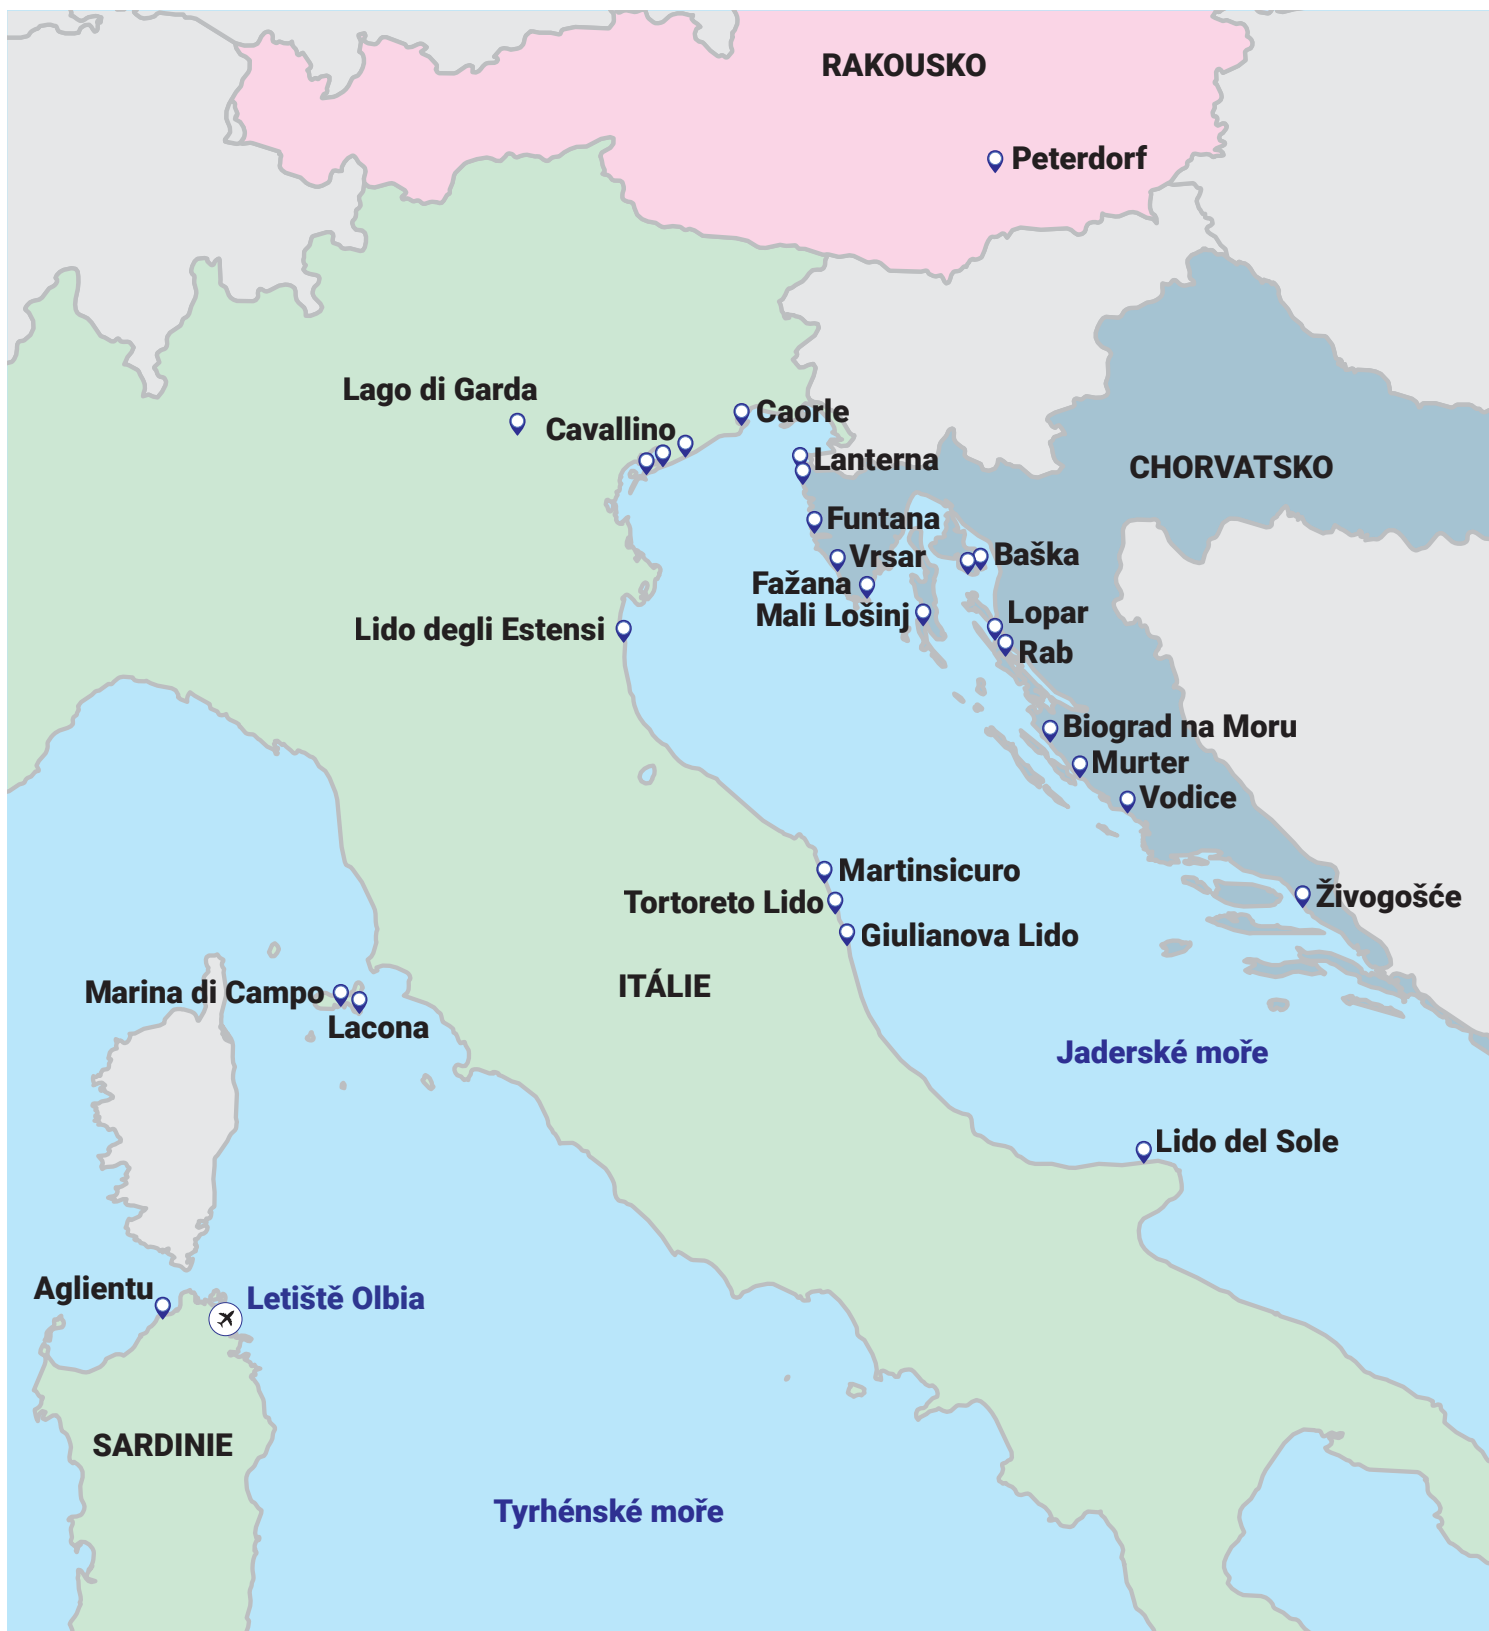 RAKOUSKO
Peterdorf
Lago di Garda
Caorle
Cavallino
Lanterna
CHORVATSKO
Funtana
Vrsar
Baška
Fažana
Mali Lošinj
Lopar
Lido degli Estensi
Rab
Biograd na Moru
Murter
Vodice
Martinsicuro
Živogošće
Tortoreto Lido
Giulianova Lido
ITÁLIE
Marina di Campo
Lacona
Jaderské moře
Lido del Sole
Aglientu
Letiště Olbia
SARDINIE
Tyrhénské moře